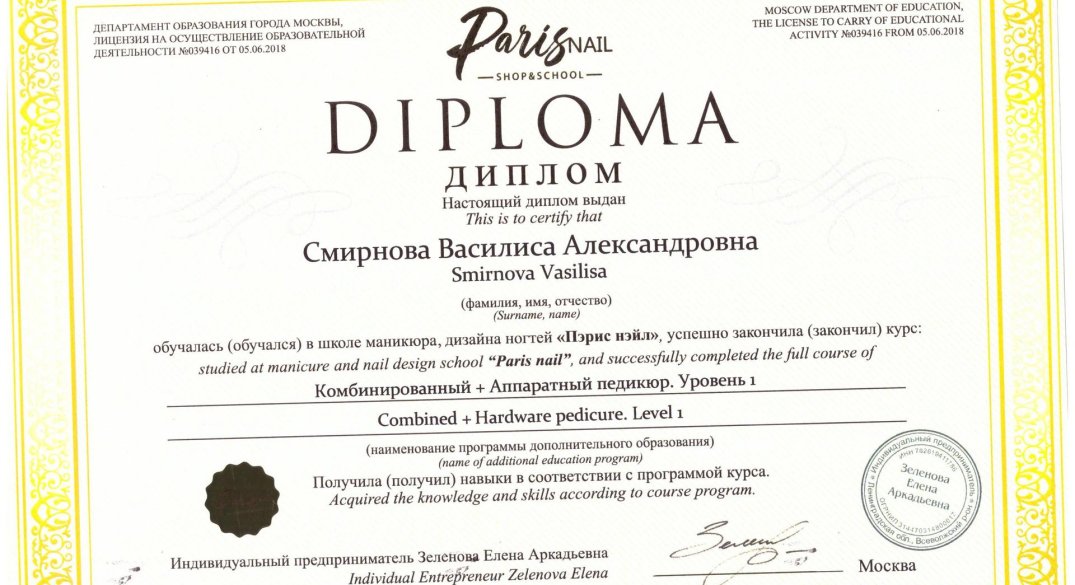 ДЕПАРТАМЕНТ ОБРАЗОВАНИЯ ГОРОДА МОСКВЫ,
ЛИЦЕНЗИЯ НА ОСУЩЕСТВЛЕНИЕ ОБРАЗОВАТЕЛЬНОЙ
ДЕЯТЕЛЬНОСТИ №039416 ОТ 05.06.2018
MOSCOW DEPARTMENT OF EDUCATION,
THE LICENSE TO CARRY OF EDUCATIONAL
ACTIVITY №039416 FROM 05.06.2018
Paris NAIL
SHOP&SCHOOL
DIPLOMA
ДИПЛОМ
Настоящий диплом выдан
This is to certify that
Смирнова Василиса Александровна
Smirnova Vasilisa
(фамилия, имя, отчество)
(Surname, name)
обучалась (обучался) в школе маникюра, дизайна ногтей «Пэрис нэйл», успешно закончила (закончил) курс:
studied at manicure and nail design school “Paris nail”, and successfully completed the full course of
Комбинированный + Аппаратный педикюр. Уровень 1
Combined + Hardware pedicure. Level 1
(наименование программы дополнительного образования)
(name of additional education program)
Получила (получил) навыки в соответствии с программой курса.
Acquired the knowledge and skills according to course program.
Индивидуальный предприниматель
Зеленова
Елена
Аркадьевна
Ленинградская обл., Всеволожский р-он
Индивидуальный предприниматель Зеленова Елена Аркадьевна
Individual Entrepreneur Zelenova Elena
Москва